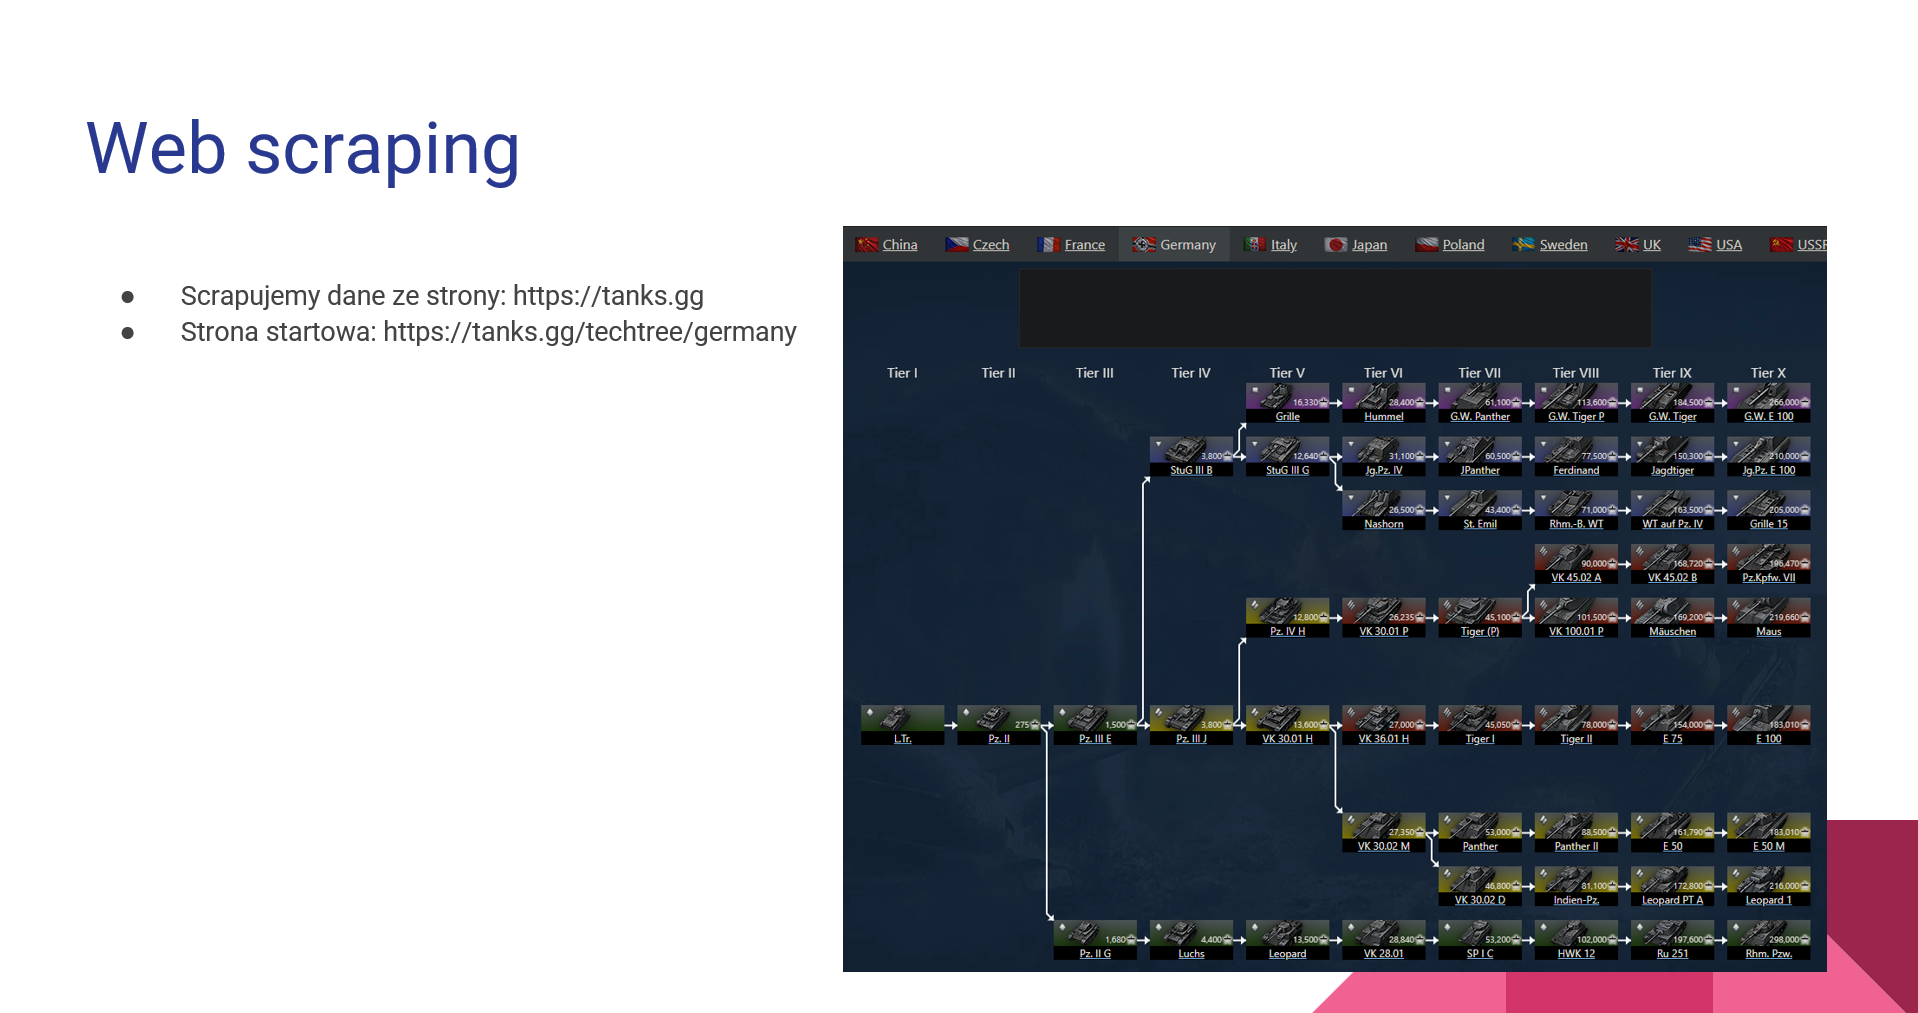 Web scraping
● Scrapujemy dane ze strony: https://tanks.gg
● Strona startowa: https://tanks.gg/techtree/germany
China Czech France Germany Italy Japan Poland Sweden UK USA USSR
Tier I Tier II Tier III Tier IV Tier V Tier VI Tier VII Tier VIII Tier IX Tier X
16,330 28,400 61,100 113,600 184,500 266,000
Grille Hummel G.W. Panther G.W. Tiger P G.W. Tiger G.W. E 100
3,800 12,640 31,100 60,500 77,500 150,300 210,000
StuG III B StuG III G Jg.Pz. IV JPanther Ferdinand Jagdtiger Jg.Pz. E 100
26,500 43,400 71,000 163,500 205,000
Nashorn St. Emil Rhm.-B. WT WT auf Pz. IV Grille 15
90,000 168,720 196,470
VK 45.02 A VK 45.02 B Pz.Kpfw. VII
12,800 26,235 45,100 101,500 169,200 219,660
Pz. IV H VK 30.01 P Tiger (P) VK 100.01 P Mäuschen Maus
275 1,500 3,800 13,600 27,000 45,050 78,000 154,000 183,010
L.Tr. Pz. II Pz. III E Pz. III J VK 30.01 H VK 36.01 H Tiger I Tiger II E 75 E 100
27,350 53,000 88,500 161,790 183,010
VK 30.02 M Panther Panther II E 50 E 50 M
46,800 81,100 172,800 216,000
VK 30.02 D Indien-Pz. Leopard PT A Leopard 1
1,680 4,400 13,500 28,840 53,200 102,000 197,600 298,000
Pz. II G Luchs Leopard VK 28.01 SP I C HWK 12 Ru 251 Rhm. Pzw.